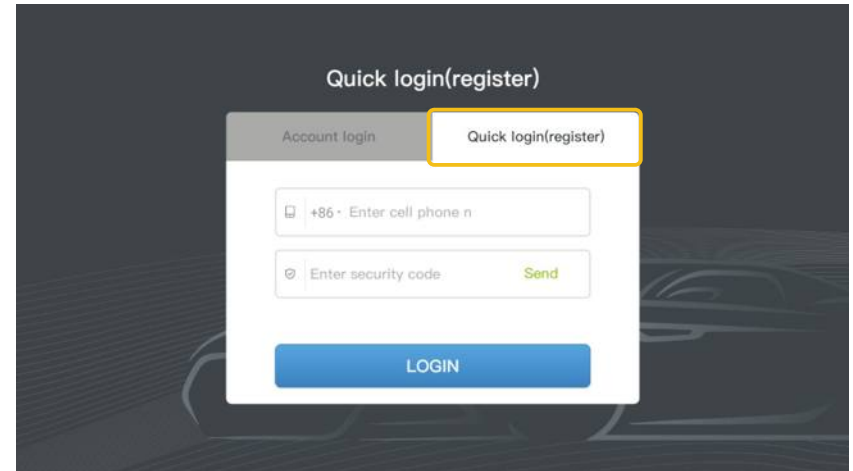 Quick login(register)
Account login
Quick login(register)
+86· Enter cell phone n
Enter security code
Send
LOGIN